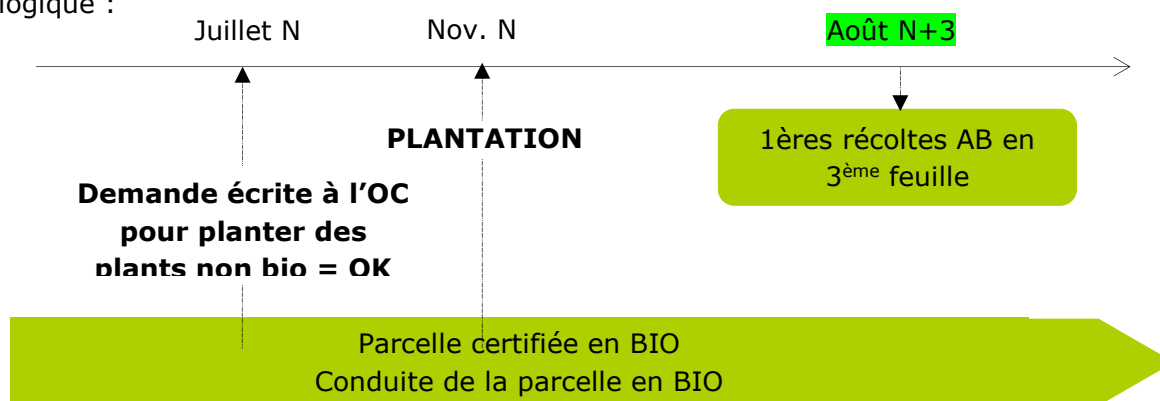 logique :
Juillet N
Nov. N
Août N+3
PLANTATION
1ères récoltes AB en
3ème feuille
Demande écrite à l'OC
pour planter des
plants non bio = OK
Parcelle certifiée en BIO
Conduite de la parcelle en BIO